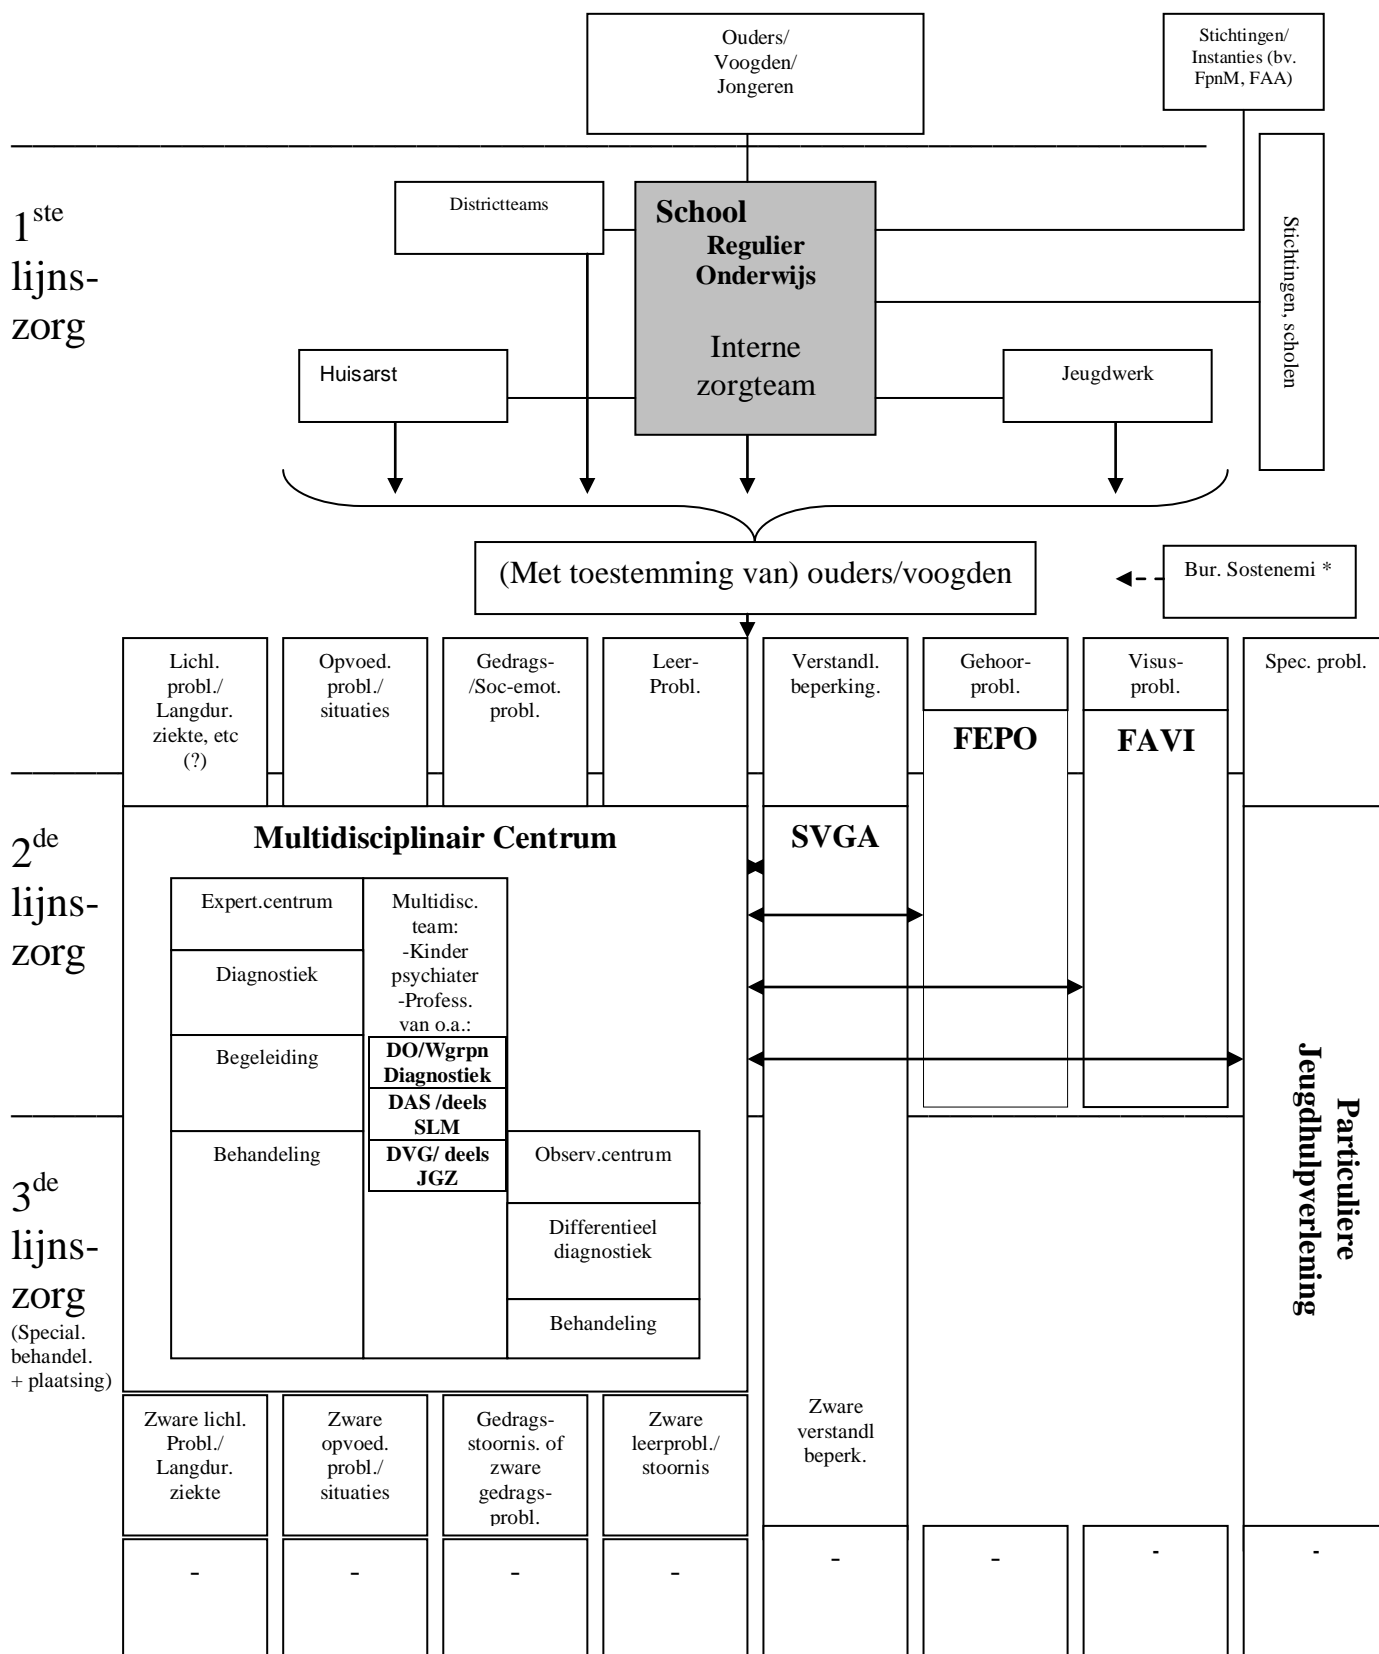 Ouders/
Voogden/
Jongeren
Stichtingen/
Instanties (bv.
FpnM, FAA)
1ste
lijns-
zorg
Districtteams
School
Regulier
Onderwijs
Interne
zorgteam
Stichtingen, scholen
Huisarst
Jeugdwerk
(Met toestemming van) ouders/voogden
Bur. Sostenemi *
Lichl.
probl./
Langdur.
ziekte, etc
(?)
Opvoed.
probl./
situaties
Gedrags-
/Soc-emot.
probl.
Leer-
Probl.
Verstandl.
beperking.
Gehoor-
probl.
Visus-
probl.
Spec. probl.
FEPO
FAVI
2de
lijns-
zorg
Multidisciplinair Centrum
SVGA
Expert.centrum
Diagnostiek
Begeleiding
Behandeling
Multidisc.
team:
-Kinder
psychiater
-Profess.
van o.a.:
DO/Wgrpn
Diagnostiek
DAS /deels
SLM
DVG/ deels
JGZ
Observ.centrum
Differentieel
diagnostiek
Behandeling
Particuliere
Jeugdhulpverlening
3de
lijns-
zorg
(Special.
behandel.
+ plaatsing)
Zware lichl.
Probl./
Langdur.
ziekte
Zware
opvoed.
probl./
situaties
Gedrags-
stoornis. of
zware
gedrags-
probl.
Zware
leerprobl./
stoornis
Zware
verstandl
beperk.
-
-
-
-
-
-
-
-